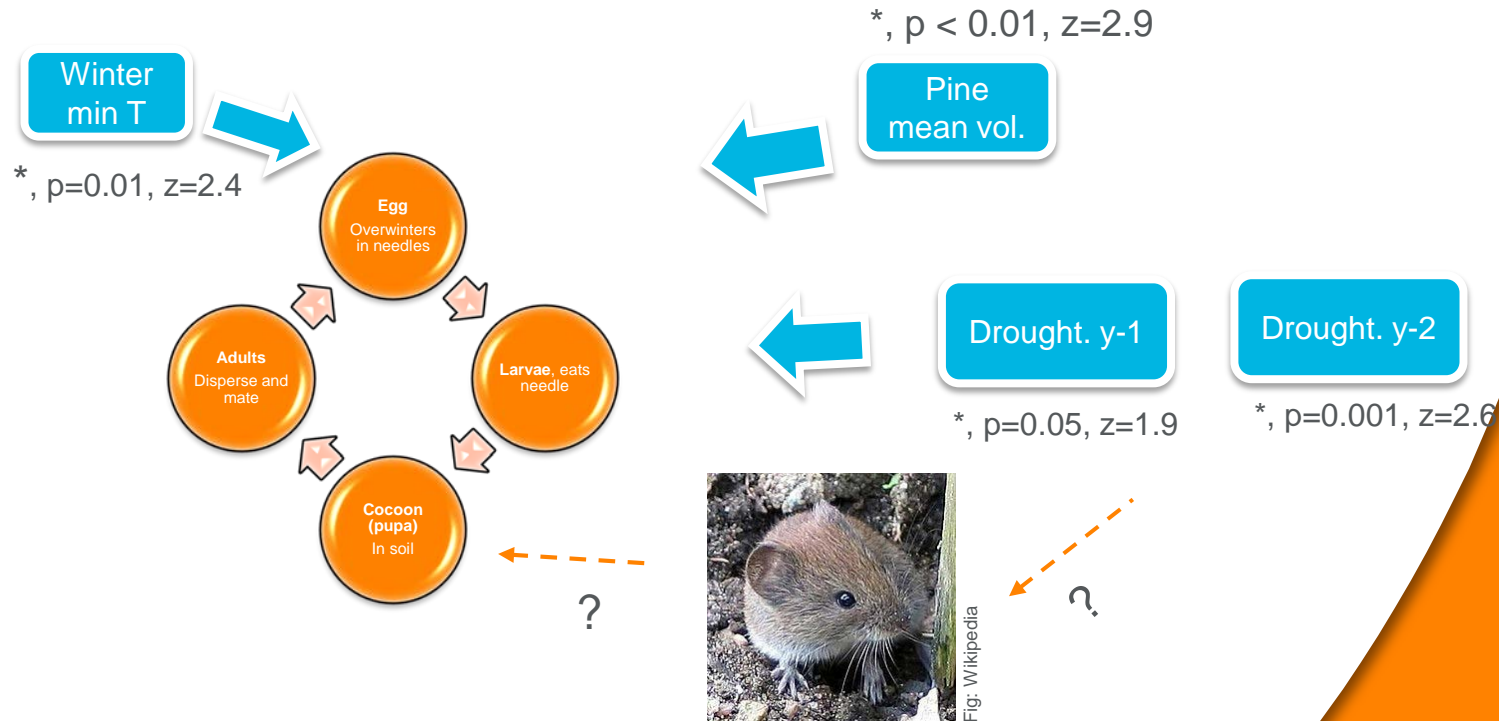 *, p < 0.01, z=2.9
Winter
min T
Pine
mean vol.
*, p=0.01, z=2.4
Egg
Overwinters
in needles
Adults
Disperse and
mate
Larvae, eats
needle
Drought. y-1
Drought. y-2
*, p=0.05, z=1.9
*, p=0.001, z=2.6
Cocoon
(pupa)
In soil
?
?
Fig: Wikipedia